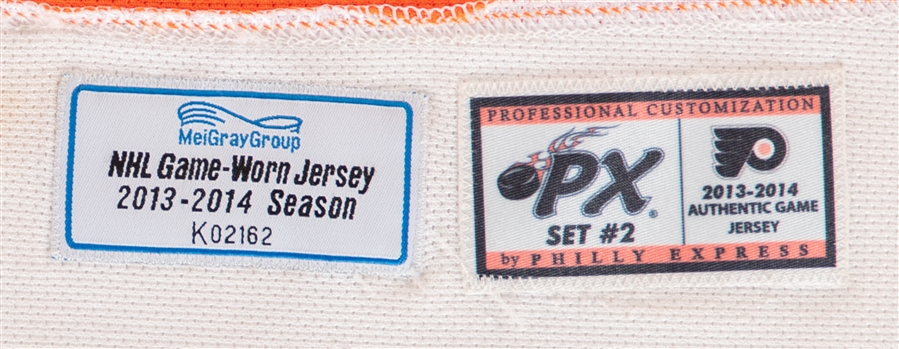 MeiGrayGroup
NHL Game-Worn Jersey
2013-2014 Season
K02162
PROFESSIONAL CUSTOMIZATION
PX®
SET #2
2013-2014
AUTHENTIC GAME
JERSEY
by PHILLY EXPRESS